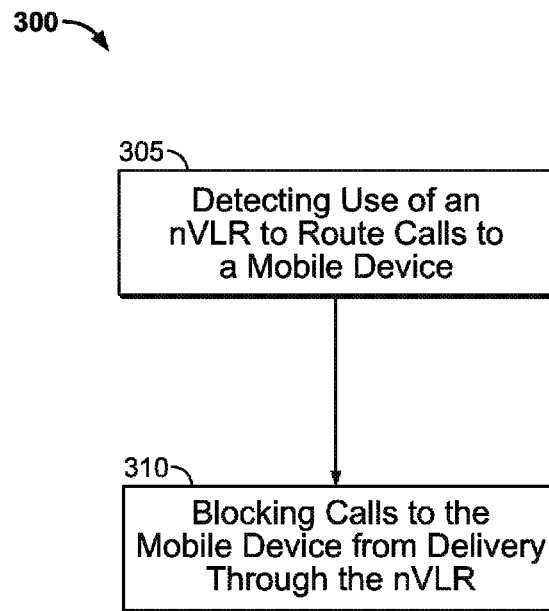 300
305
Detecting Use of an
nVLR to Route Calls to
a Mobile Device
310
Blocking Calls to the
Mobile Device from Delivery
Through the nVLR